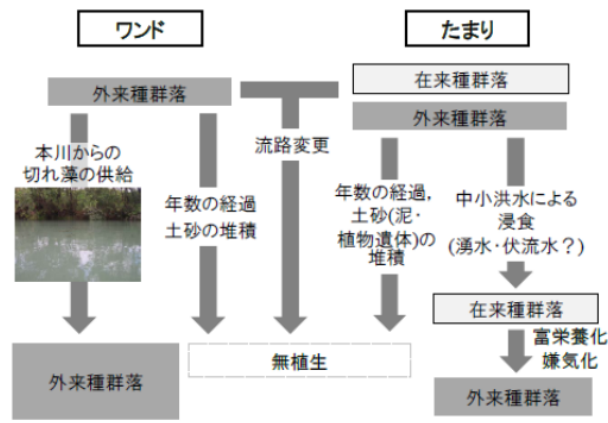 ワンド
たまり
外来種群落
在来種群落
外来種群落
本川からの
切れ藻の供給
年数の経過
土砂の堆積
流路変更
年数の経過,
土砂(泥・
植物遺体)の
堆積
中小洪水による
浸食
(湧水・伏流水？)
在来種群落
富栄養化
嫌気化
外来種群落
無植生
外来種群落